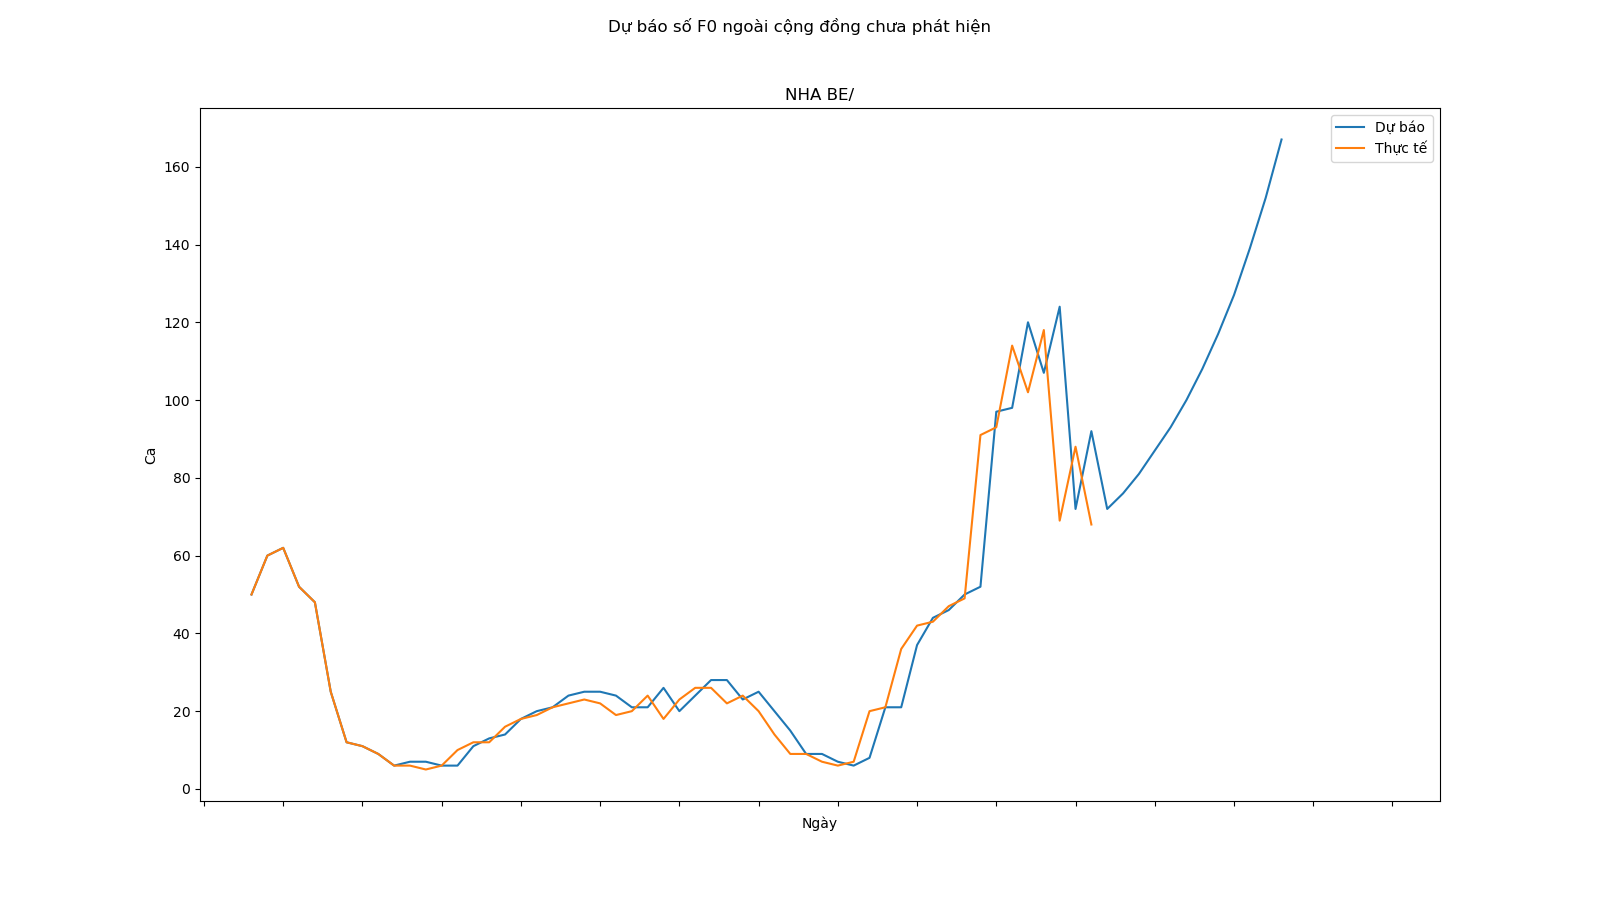 Dự báo số F0 ngoài cộng đồng chưa phát hiện
NHA BE/
Dự báo
Thực tế
160
140
120
100
80
60
40
20
0
Ca
Ngày